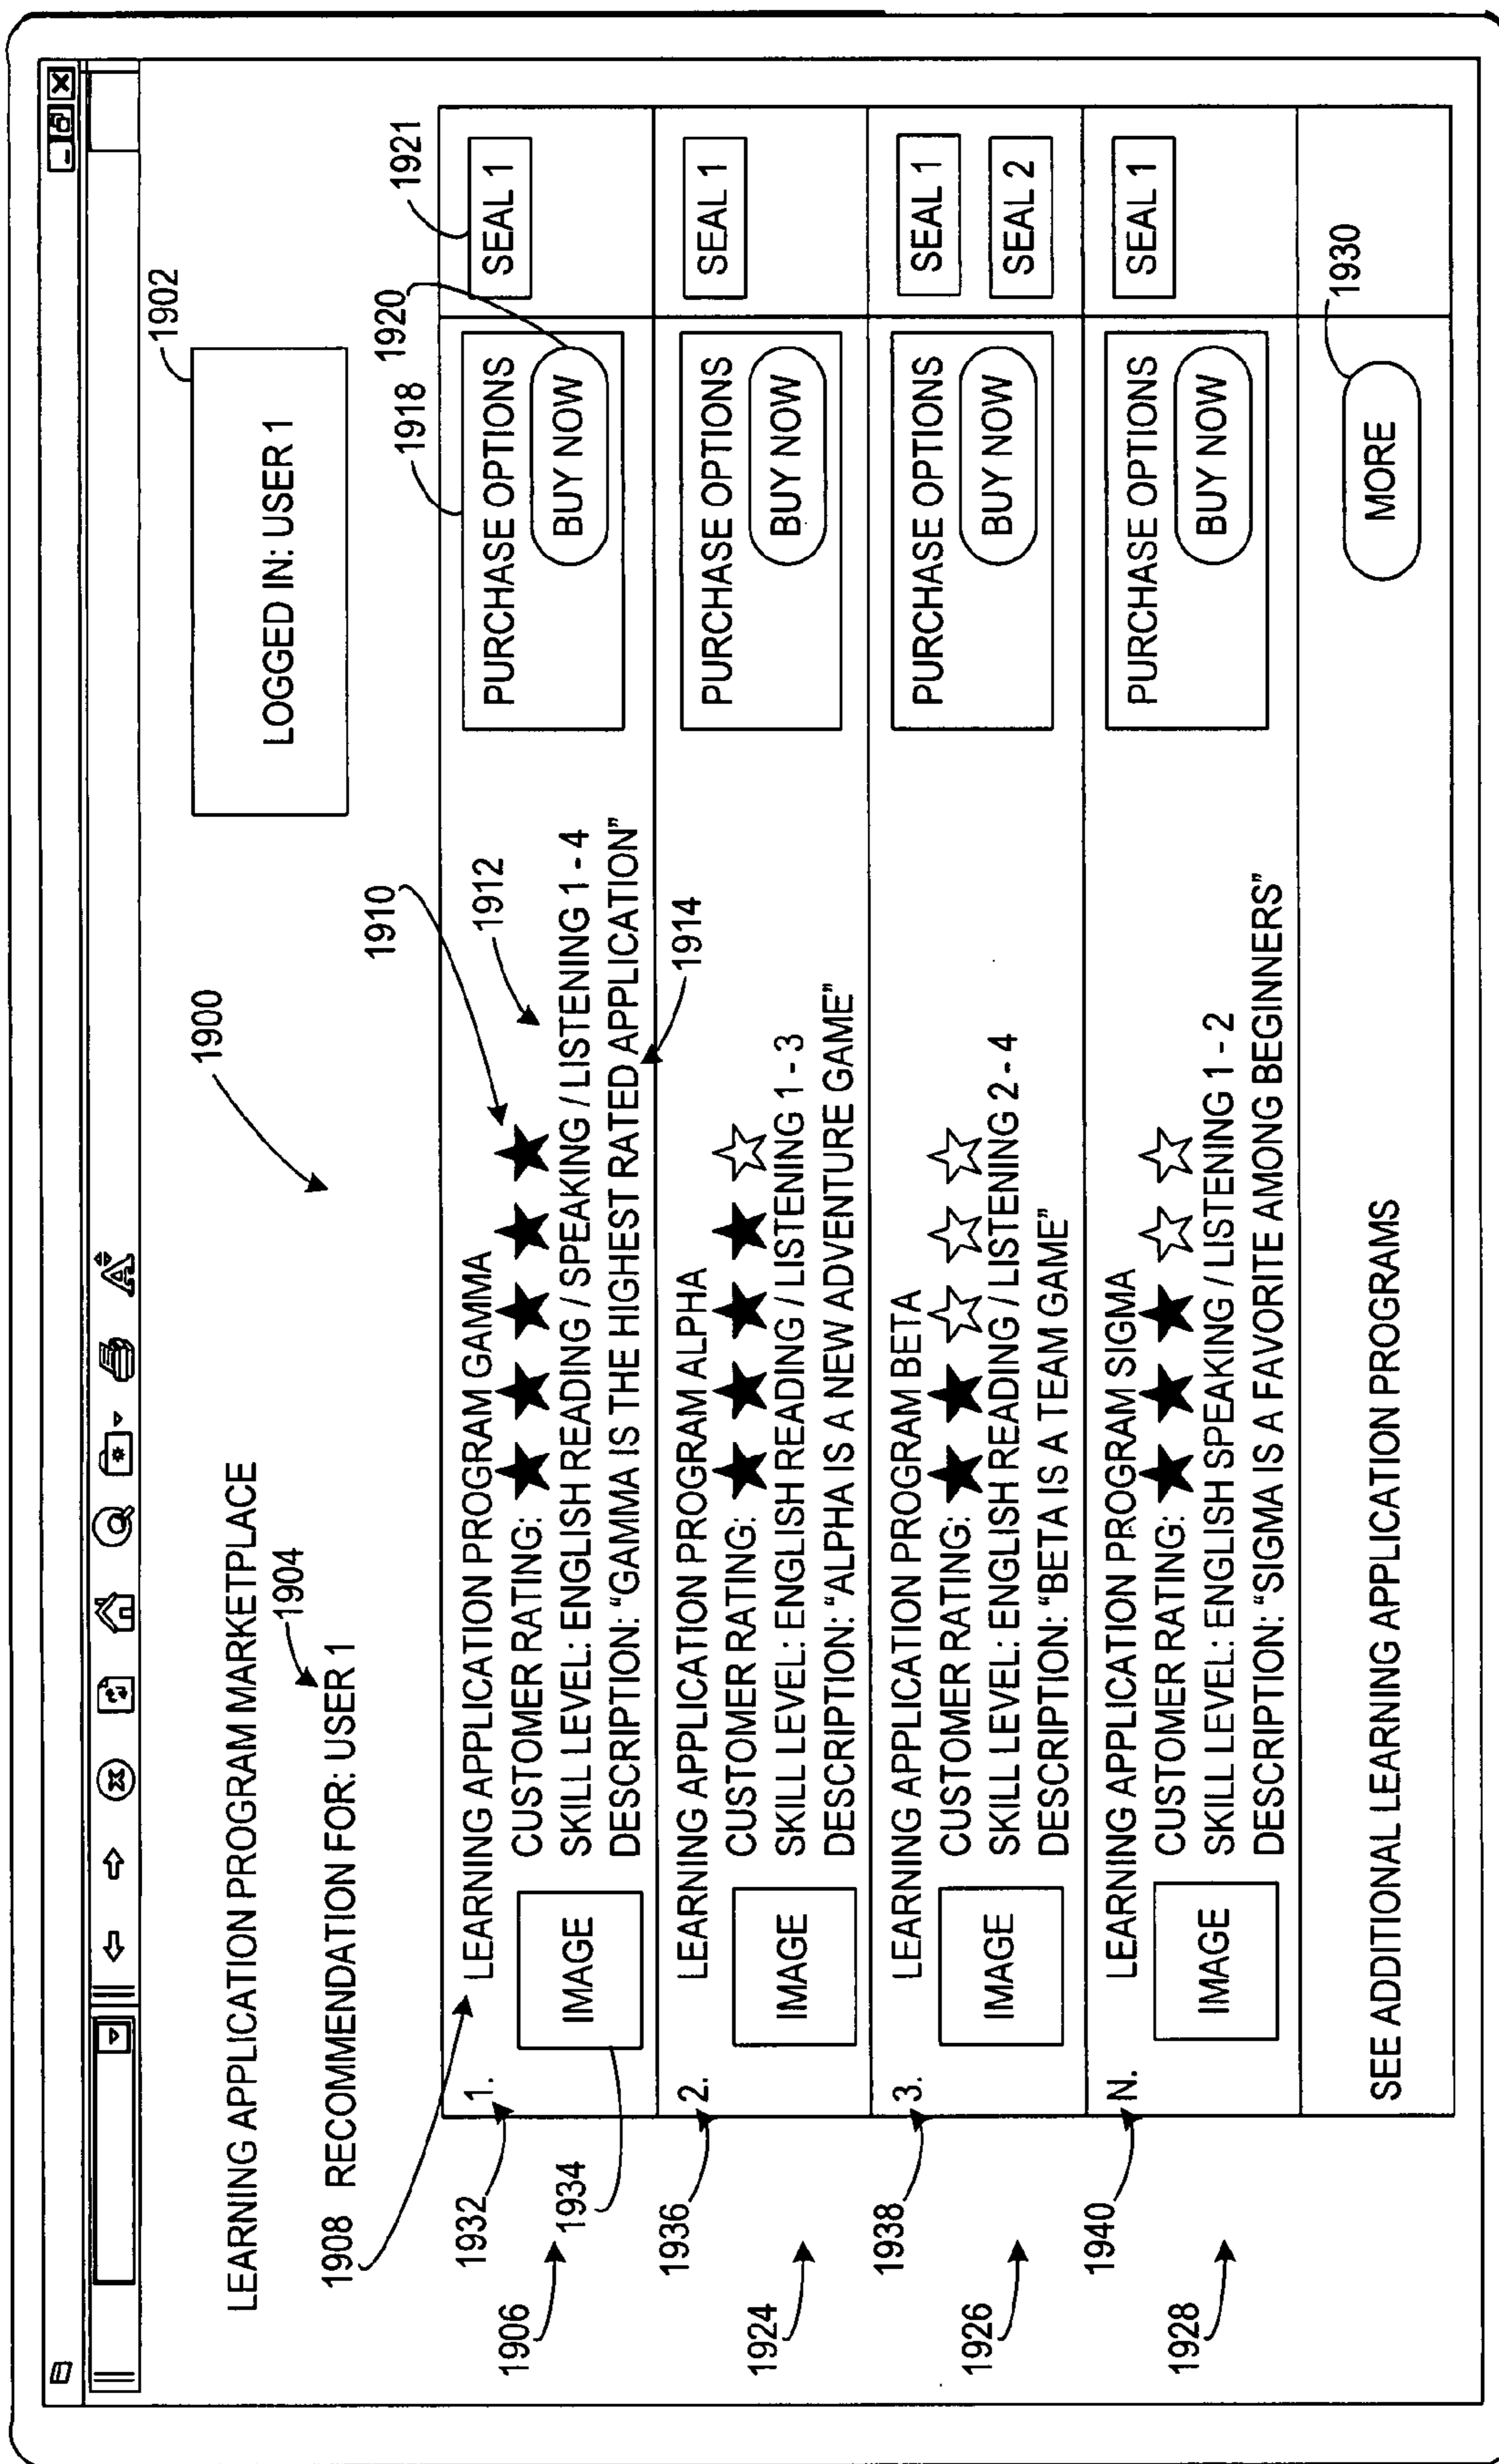 1900
LEARNING APPLICATION PROGRAM MARKETPLACE
1904
1902
LOGGED IN: USER 1
1908
RECOMMENDATION FOR: USER 1
1910
1912
1918
1920
1921
1932
1.
LEARNING APPLICATION PROGRAM GAMMA
CUSTOMER RATING: ★ ★ ★ ★ ★
SKILL LEVEL: ENGLISH READING / SPEAKING / LISTENING 1 - 4
DESCRIPTION: “GAMMA IS THE HIGHEST RATED APPLICATION”
IMAGE
PURCHASE OPTIONS
BUY NOW
SEAL 1
1906
1934
1914
1936
2.
LEARNING APPLICATION PROGRAM ALPHA
CUSTOMER RATING: ★ ★ ★ ★ ☆
SKILL LEVEL: ENGLISH READING / LISTENING 1 - 3
DESCRIPTION: “ALPHA IS A NEW ADVENTURE GAME”
IMAGE
PURCHASE OPTIONS
BUY NOW
SEAL 1
1924
1938
3.
LEARNING APPLICATION PROGRAM BETA
CUSTOMER RATING: ★ ★ ☆ ☆ ☆
SKILL LEVEL: ENGLISH READING / LISTENING 2 - 4
DESCRIPTION: “BETA IS A TEAM GAME”
IMAGE
PURCHASE OPTIONS
BUY NOW
SEAL 1
SEAL 2
1926
1940
N.
LEARNING APPLICATION PROGRAM SIGMA
CUSTOMER RATING: ★ ★ ★ ☆ ☆
SKILL LEVEL: ENGLISH SPEAKING / LISTENING 1 - 2
DESCRIPTION: “SIGMA IS A FAVORITE AMONG BEGINNERS”
IMAGE
PURCHASE OPTIONS
BUY NOW
SEAL 1
1928
SEE ADDITIONAL LEARNING APPLICATION PROGRAMS
MORE
1930